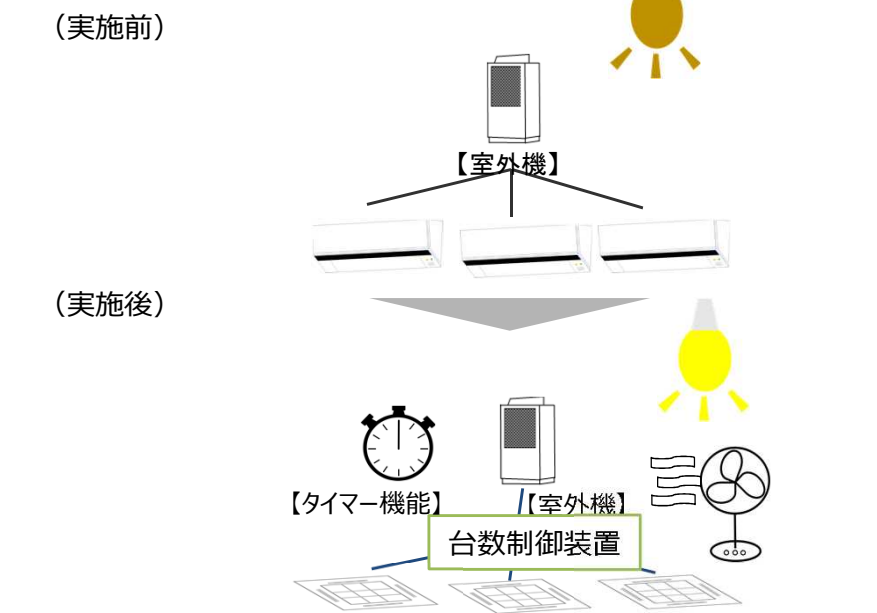 （実施前）
【室外機】
（実施後）
【タイマー機能】
【室外機】
台数制御装置